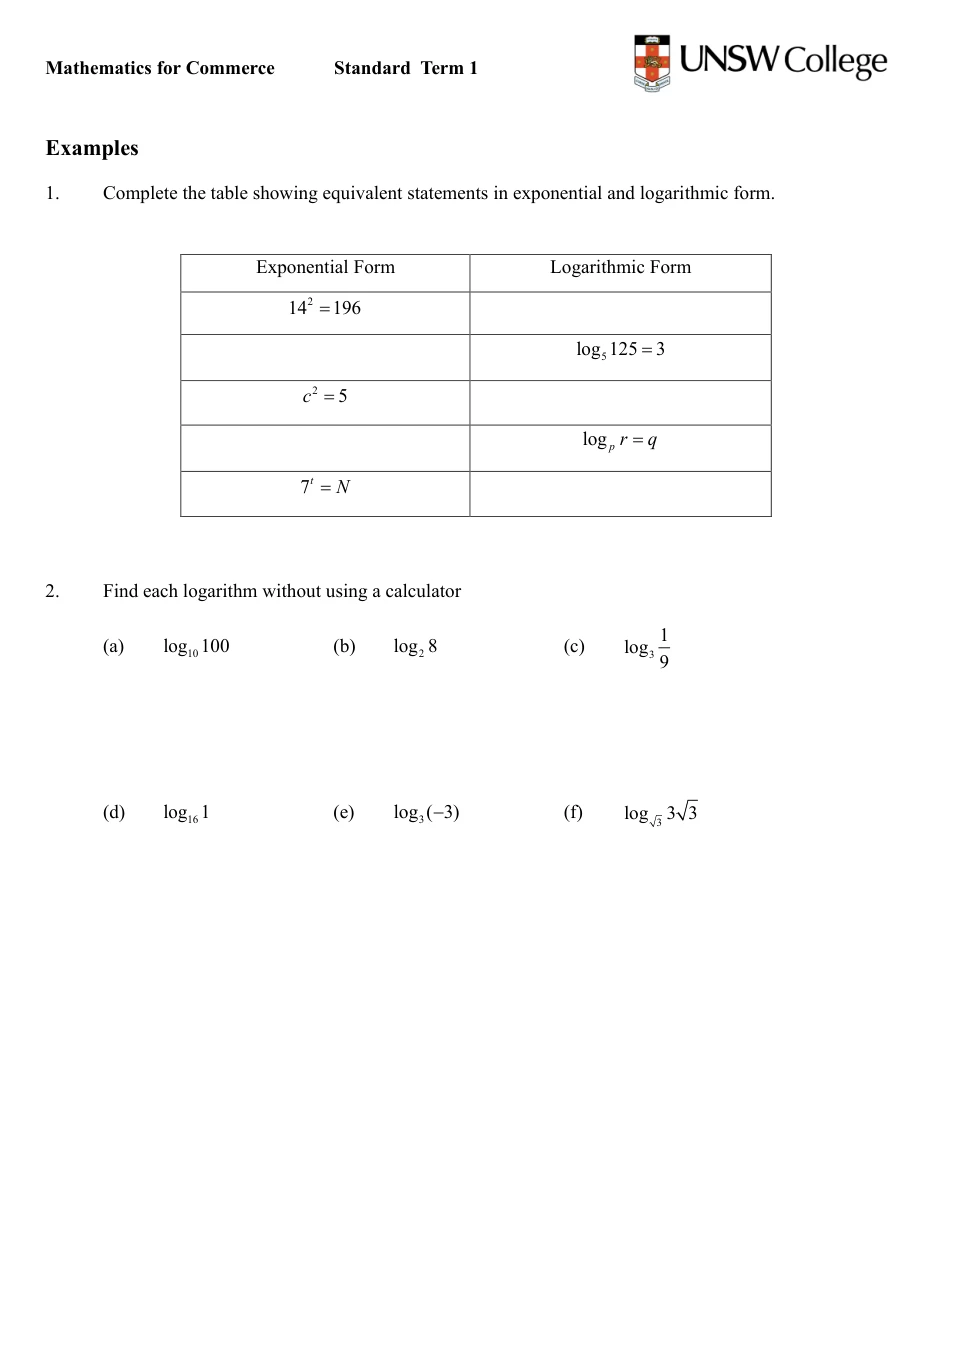 Mathematics for Commerce Standard Term 1 UNSW College
Examples
1. Complete the table showing equivalent statements in exponential and logarithmic form.
Exponential Form Logarithmic Form
14² = 196
log₅ 125 = 3
c² = 5
logₚ r = q
7ᵗ = N
2. Find each logarithm without using a calculator
(a) log₁₀ 100 (b) log₂ 8 (c) log₃ 1/9
(d) log₁₆ 1 (e) log₃ (−3) (f) log_√3 3√3